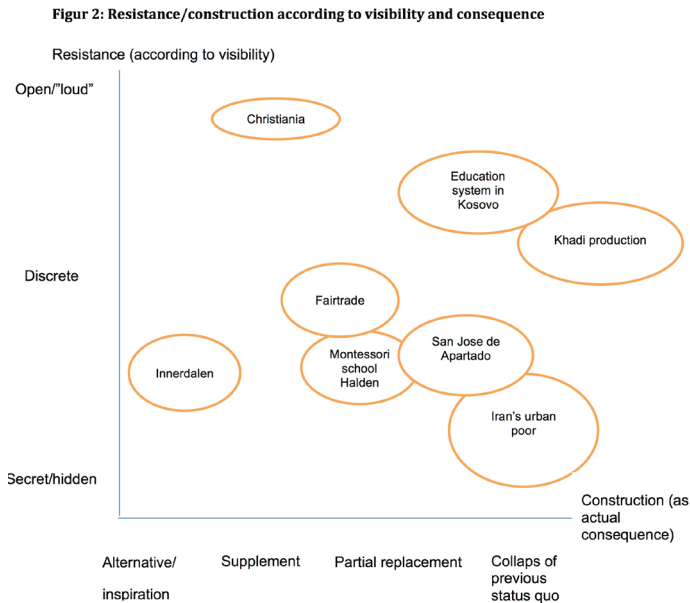 Figur 2: Resistance/construction according to visibility and consequence
Resistance (according to visibility)
Open/”loud”
Christiania
Education
system in
Kosovo
Khadi production
Discrete
Fairtrade
San Jose de
Apartado
Montessori
school
Halden
Innerdalen
Iran’s urban
poor
Secret/hidden
Construction (as
actual
consequence)
Alternative/
inspiration
Supplement
Partial replacement
Collaps of
previous
status quo